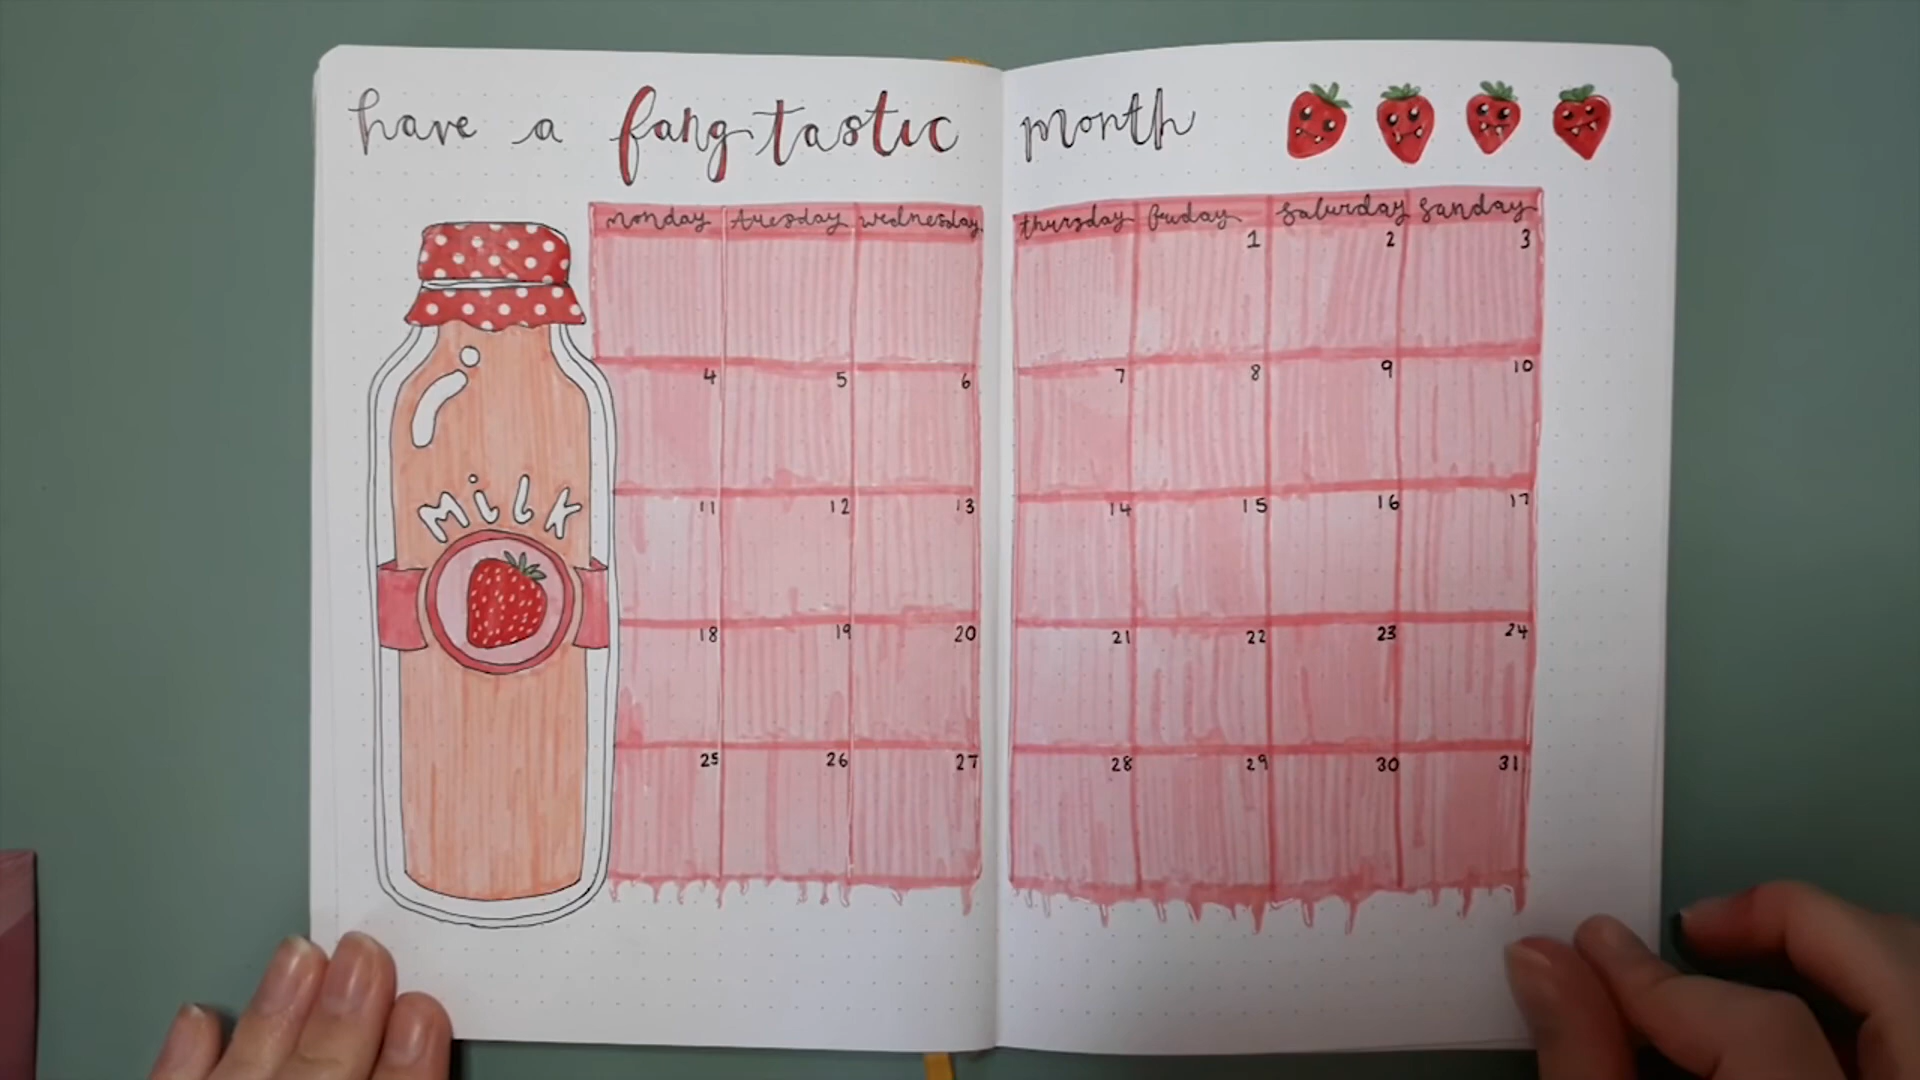 have a fangtastic month
monday tuesday wednesday thursday friday saturday sunday
1 2 3
4 5 6 7 8 9 10
11 12 13 14 15 16 17
18 19 20 21 22 23 24
25 26 27 28 29 30 31
MiLK